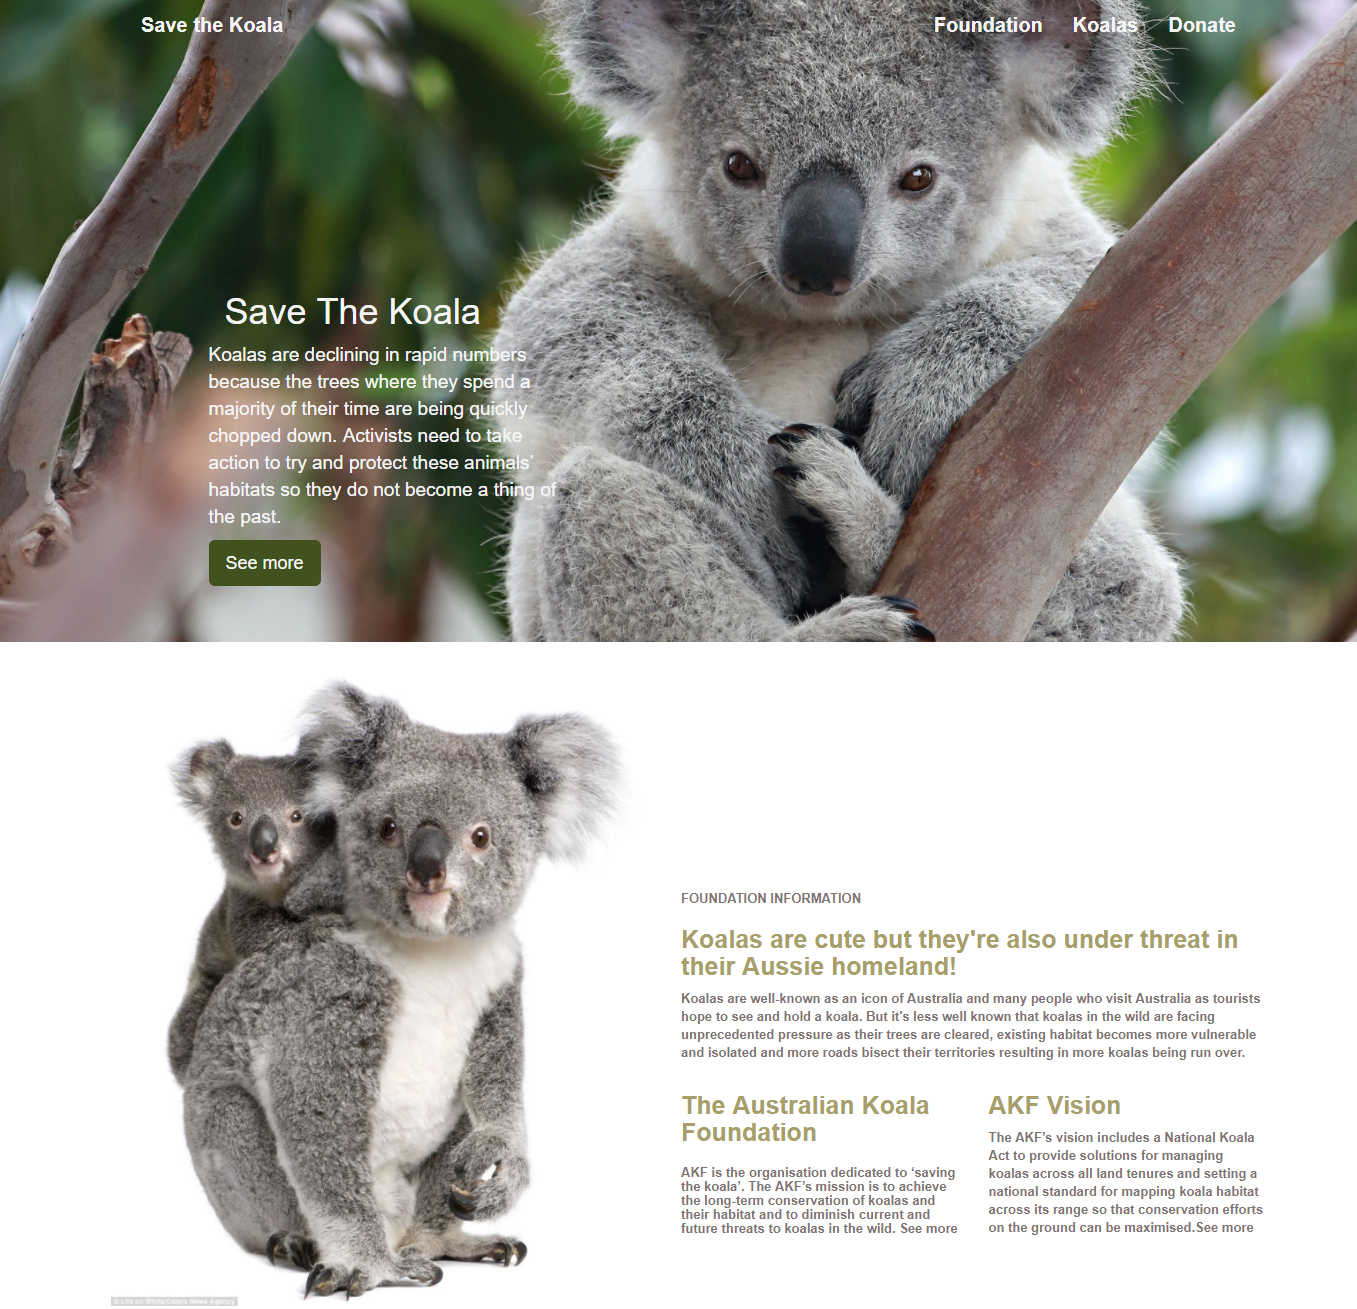 Save the Koala
Foundation Koalas Donate
Save The Koala
Koalas are declining in rapid numbers
because the trees where they spend a
majority of their time are being quickly
chopped down. Activists need to take
action to try and protect these animals'
habitats so they do not become a thing of
the past.
See more
FOUNDATION INFORMATION
Koalas are cute but they're also under threat in
their Aussie homeland!
Koalas are well-known as an icon of Australia and many people who visit Australia as tourists
hope to see and hold a koala. But it's less well known that koalas in the wild are facing
unprecedented pressure as their trees are cleared, existing habitat becomes more vulnerable
and isolated and more roads bisect their territories resulting in more koalas being run over.
The Australian Koala
Foundation
AKF is the organisation dedicated to ‘saving
the koala’. The AKF’s mission is to achieve
the long-term conservation of koalas and
their habitat and to diminish current and
future threats to koalas in the wild. See more
AKF Vision
The AKF’s vision includes a National Koala
Act to provide solutions for managing
koalas across all land tenures and setting a
national standard for mapping koala habitat
across its range so that conservation efforts
on the ground can be maximised.See more
© Life on White/Caters News Agency